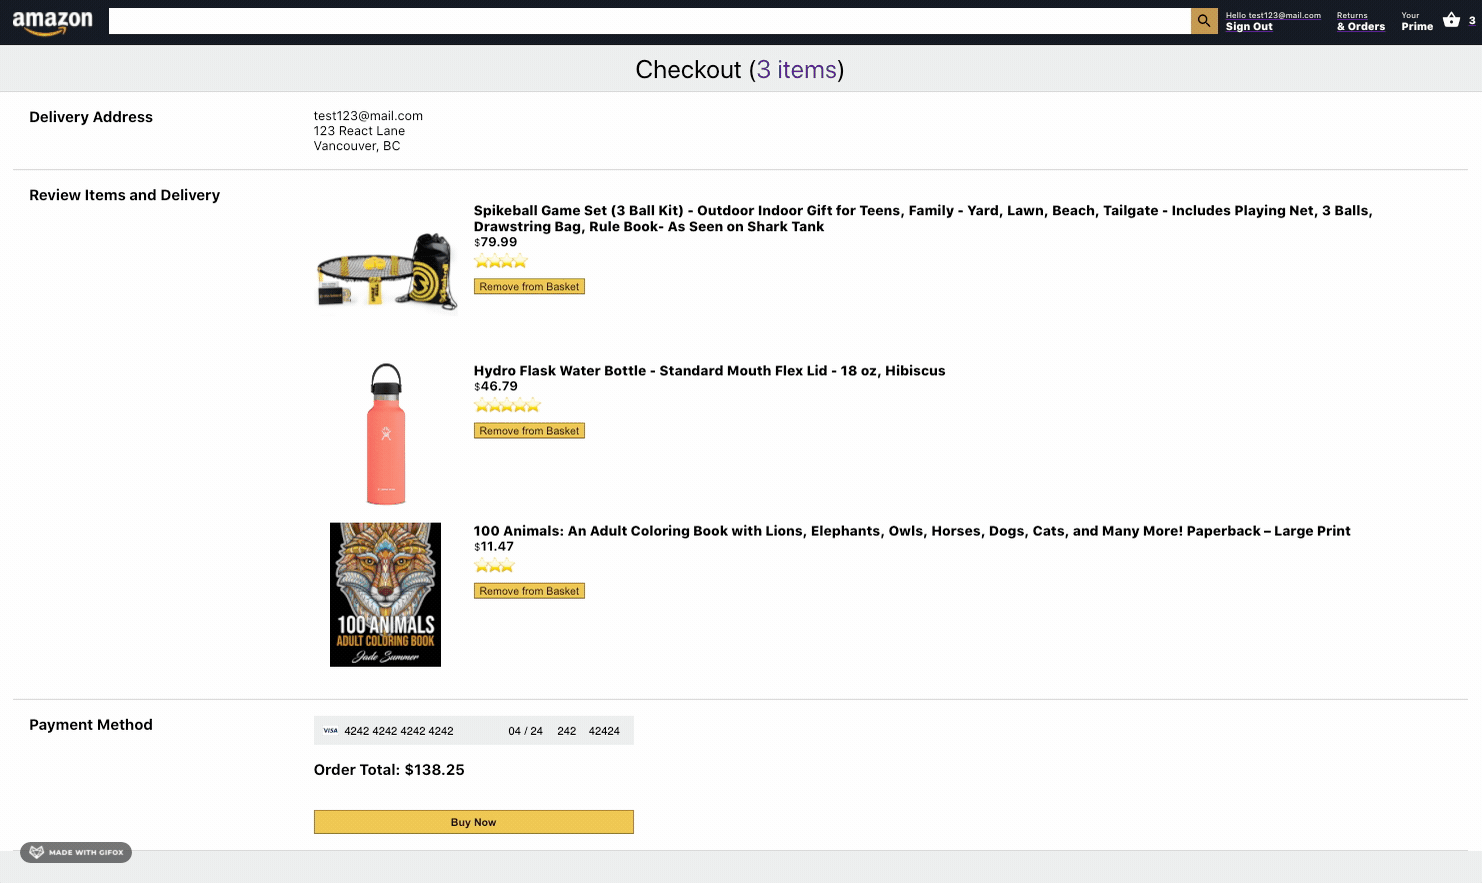 amazon
Hello test123@mail.com
Sign Out
Returns
& Orders
Your
Prime
3
Checkout (3 items)
Delivery Address
test123@mail.com
123 React Lane
Vancouver, BC
Review Items and Delivery
Spikeball Game Set (3 Ball Kit) - Outdoor Indoor Gift for Teens, Family - Yard, Lawn, Beach, Tailgate - Includes Playing Net, 3 Balls,
Drawstring Bag, Rule Book- As Seen on Shark Tank
$79.99
Remove from Basket
Hydro Flask Water Bottle - Standard Mouth Flex Lid - 18 oz, Hibiscus
$46.79
Remove from Basket
100 Animals: An Adult Coloring Book with Lions, Elephants, Owls, Horses, Dogs, Cats, and Many More! Paperback – Large Print
$11.47
Remove from Basket
100 ANIMALS
ADULT COLORING BOOK
Jade Summer
Payment Method
VISA 4242 4242 4242 4242 04 / 24 242 42424
Order Total: $138.25
Buy Now
MADE WITH GIFOX